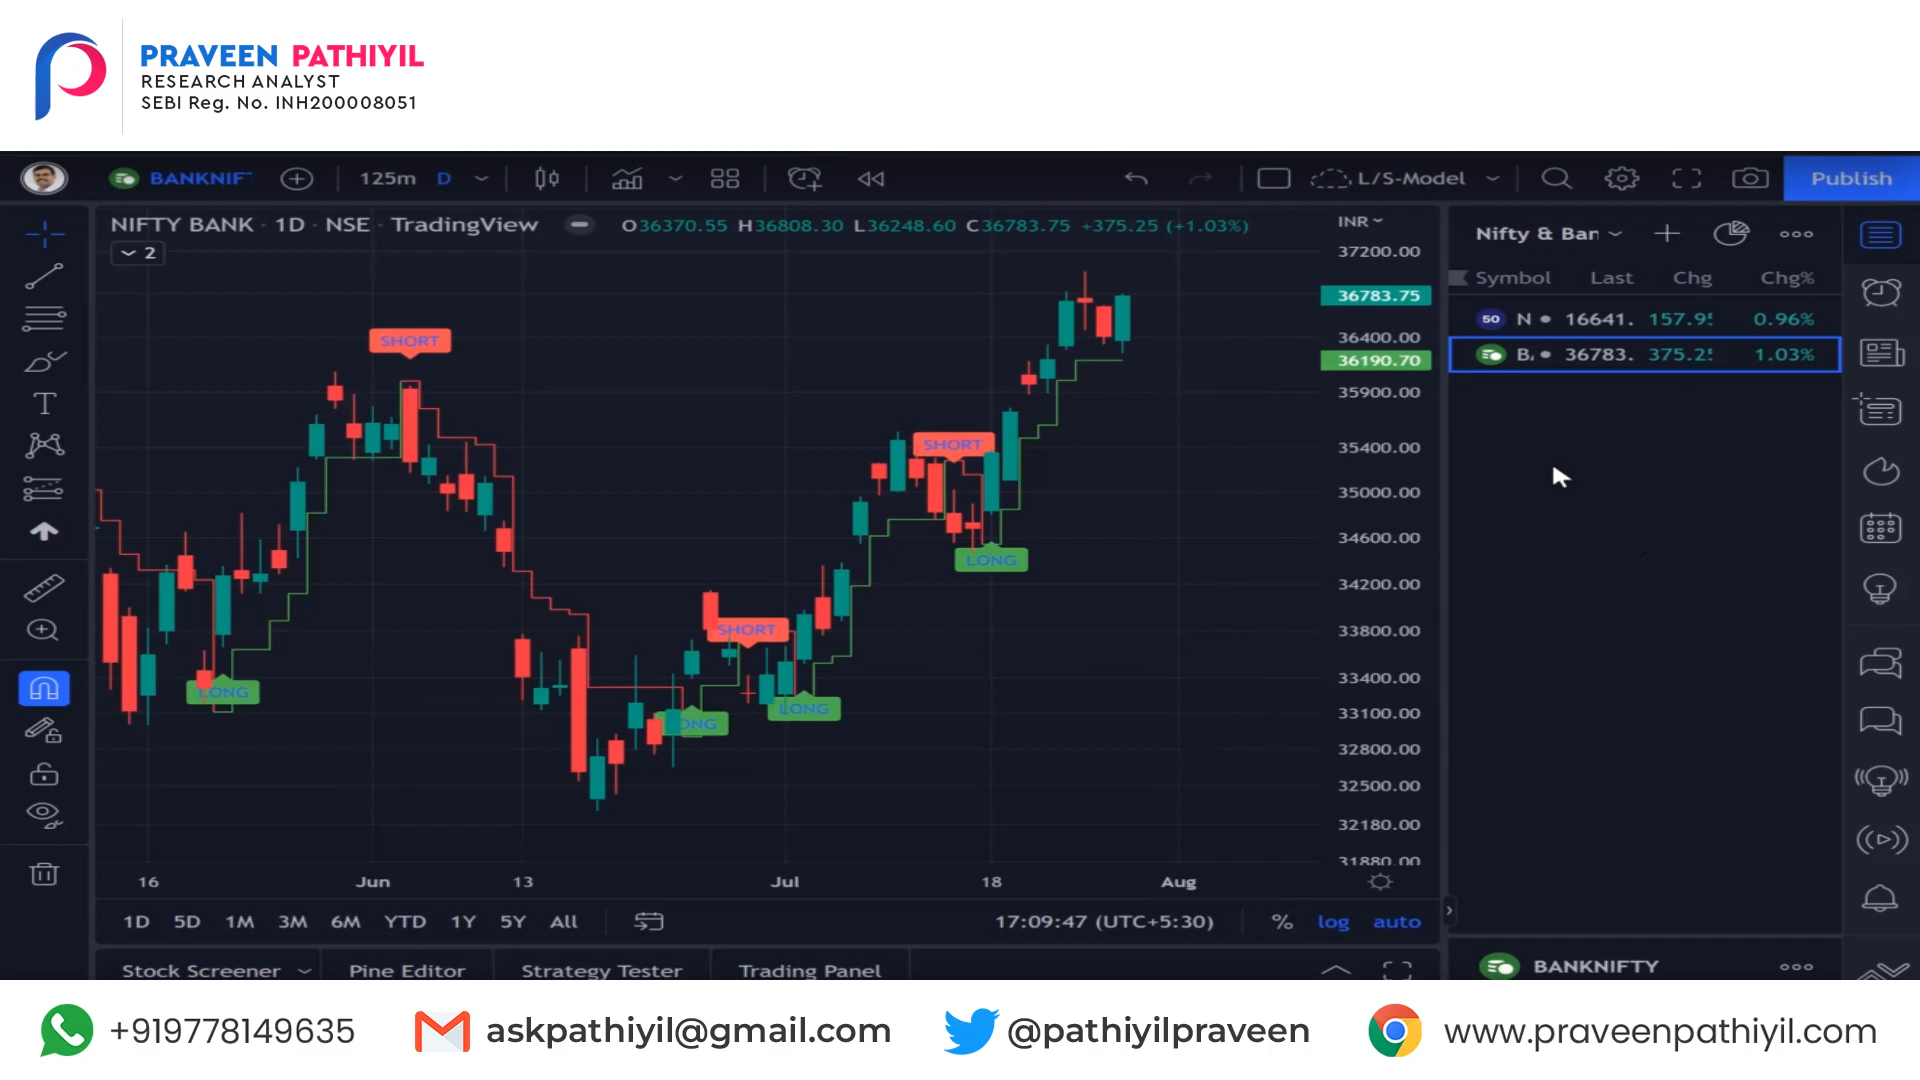 PRAVEEN PATHIYIL
RESEARCH ANALYST
SEBI Reg. No. INH200008051
BANKNIF
125m D
L/S-Model
Publish
NIFTY BANK · 1D · NSE TradingView
O36370.55 H36808.30 L36248.60 C36783.75 +375.25 (+1.03%)
2
INR
37200.00
36783.75
36400.00
36190.70
35900.00
35400.00
35000.00
34600.00
34200.00
33800.00
33400.00
33100.00
32800.00
32500.00
32180.00
31880.00
SHORT
SHORT
LONG
SHORT
LONG
ONG
LONG
16 Jun 13 Jul 18 Aug
1D 5D 1M 3M 6M YTD 1Y 5Y All
17:09:47 (UTC+5:30)
% log auto
Stock Screener Pine Editor Strategy Tester Trading Panel
Nifty & Ban
Symbol Last Chg Chg%
50 N 16641. 157.9 0.96%
B 36783. 375.2 1.03%
BANKNIFTY
+919778149635
askpathiyil@gmail.com
@pathiyilpraveen
www.praveenpathiyil.com